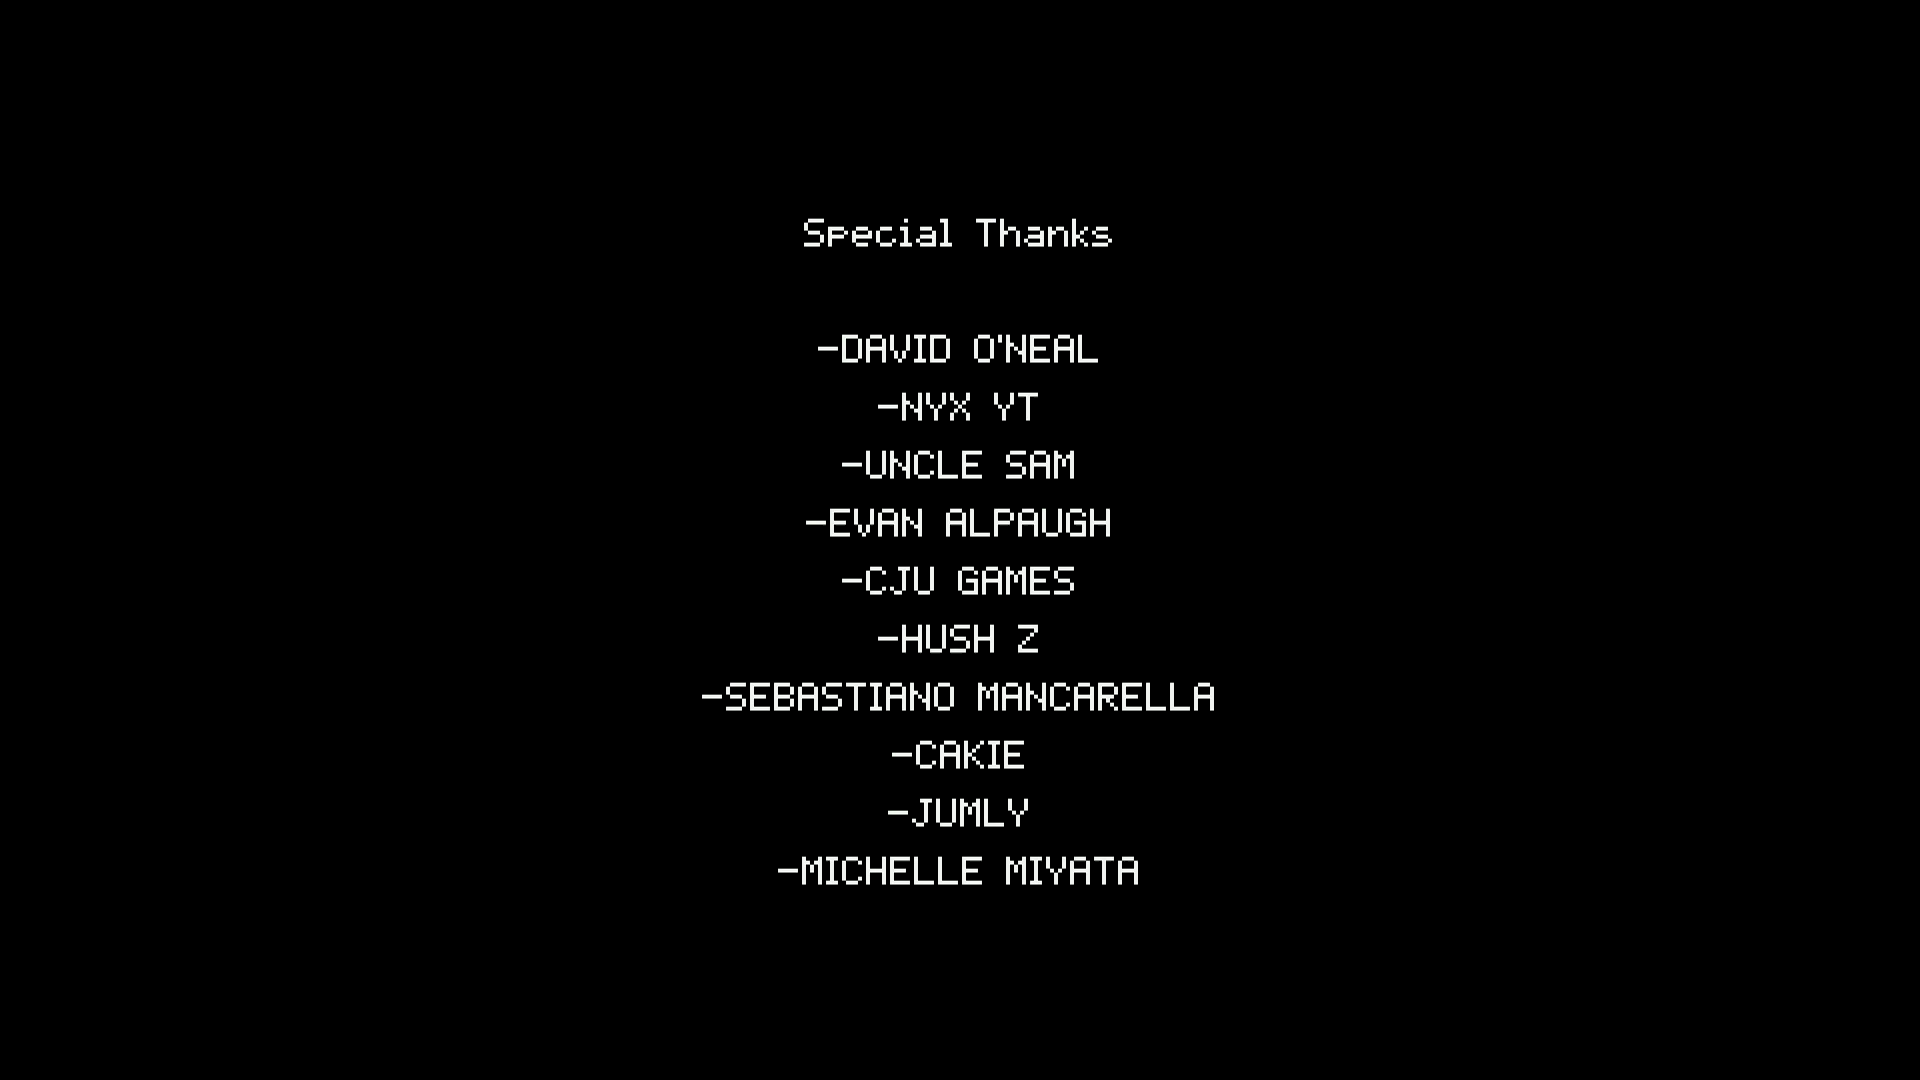 Special Thanks
-DAVID O'NEAL
-NYX YT
-UNCLE SAM
-EVAN ALPAUGH
-CJU GAMES
-HUSH Z
-SEBASTIANO MANCARELLA
-CAKIE
-JUMLY
-MICHELLE MIYATA